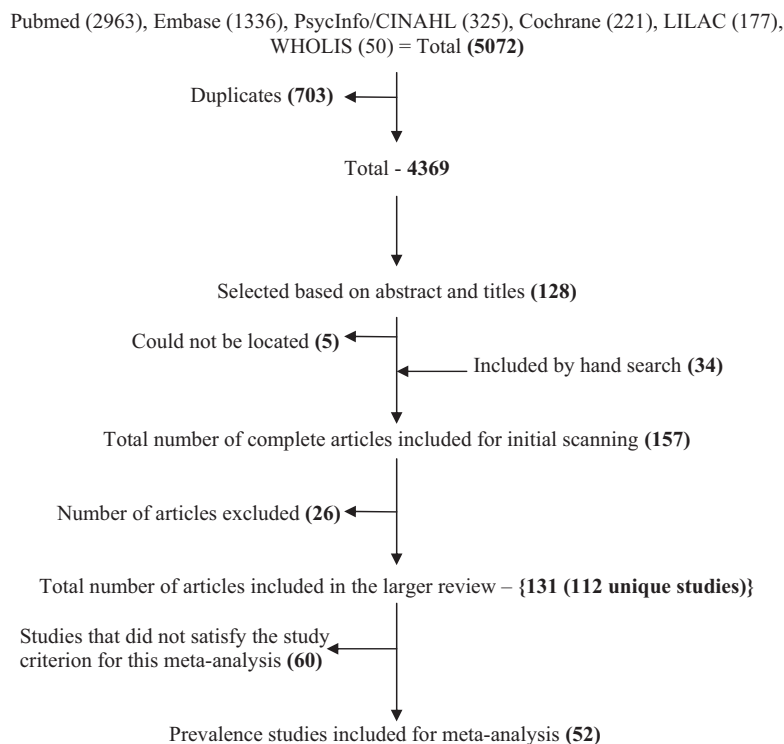 Pubmed (2963), Embase (1336), PsycInfo/CINAHL (325), Cochrane (221), LILAC (177),
WHOLIS (50) = Total (5072)
Duplicates (703)
Total - 4369
Selected based on abstract and titles (128)
Could not be located (5)
Included by hand search (34)
Total number of complete articles included for initial scanning (157)
Number of articles excluded (26)
Total number of articles included in the larger review – {131 (112 unique studies)}
Studies that did not satisfy the study
criterion for this meta-analysis (60)
Prevalence studies included for meta-analysis (52)